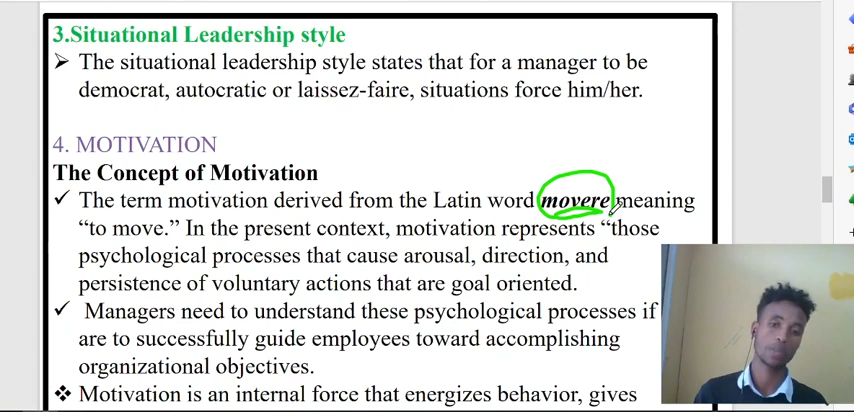 3.Situational Leadership style
➢ The situational leadership style states that for a manager to be
democrat, autocratic or laissez-faire, situations force him/her.
4. MOTIVATION
The Concept of Motivation
✓ The term motivation derived from the Latin word movere meaning
“to move.” In the present context, motivation represents “those
psychological processes that cause arousal, direction, and
persistence of voluntary actions that are goal oriented.
✓ Managers need to understand these psychological processes if
are to successfully guide employees toward accomplishing
organizational objectives.
❖ Motivation is an internal force that energizes behavior, gives